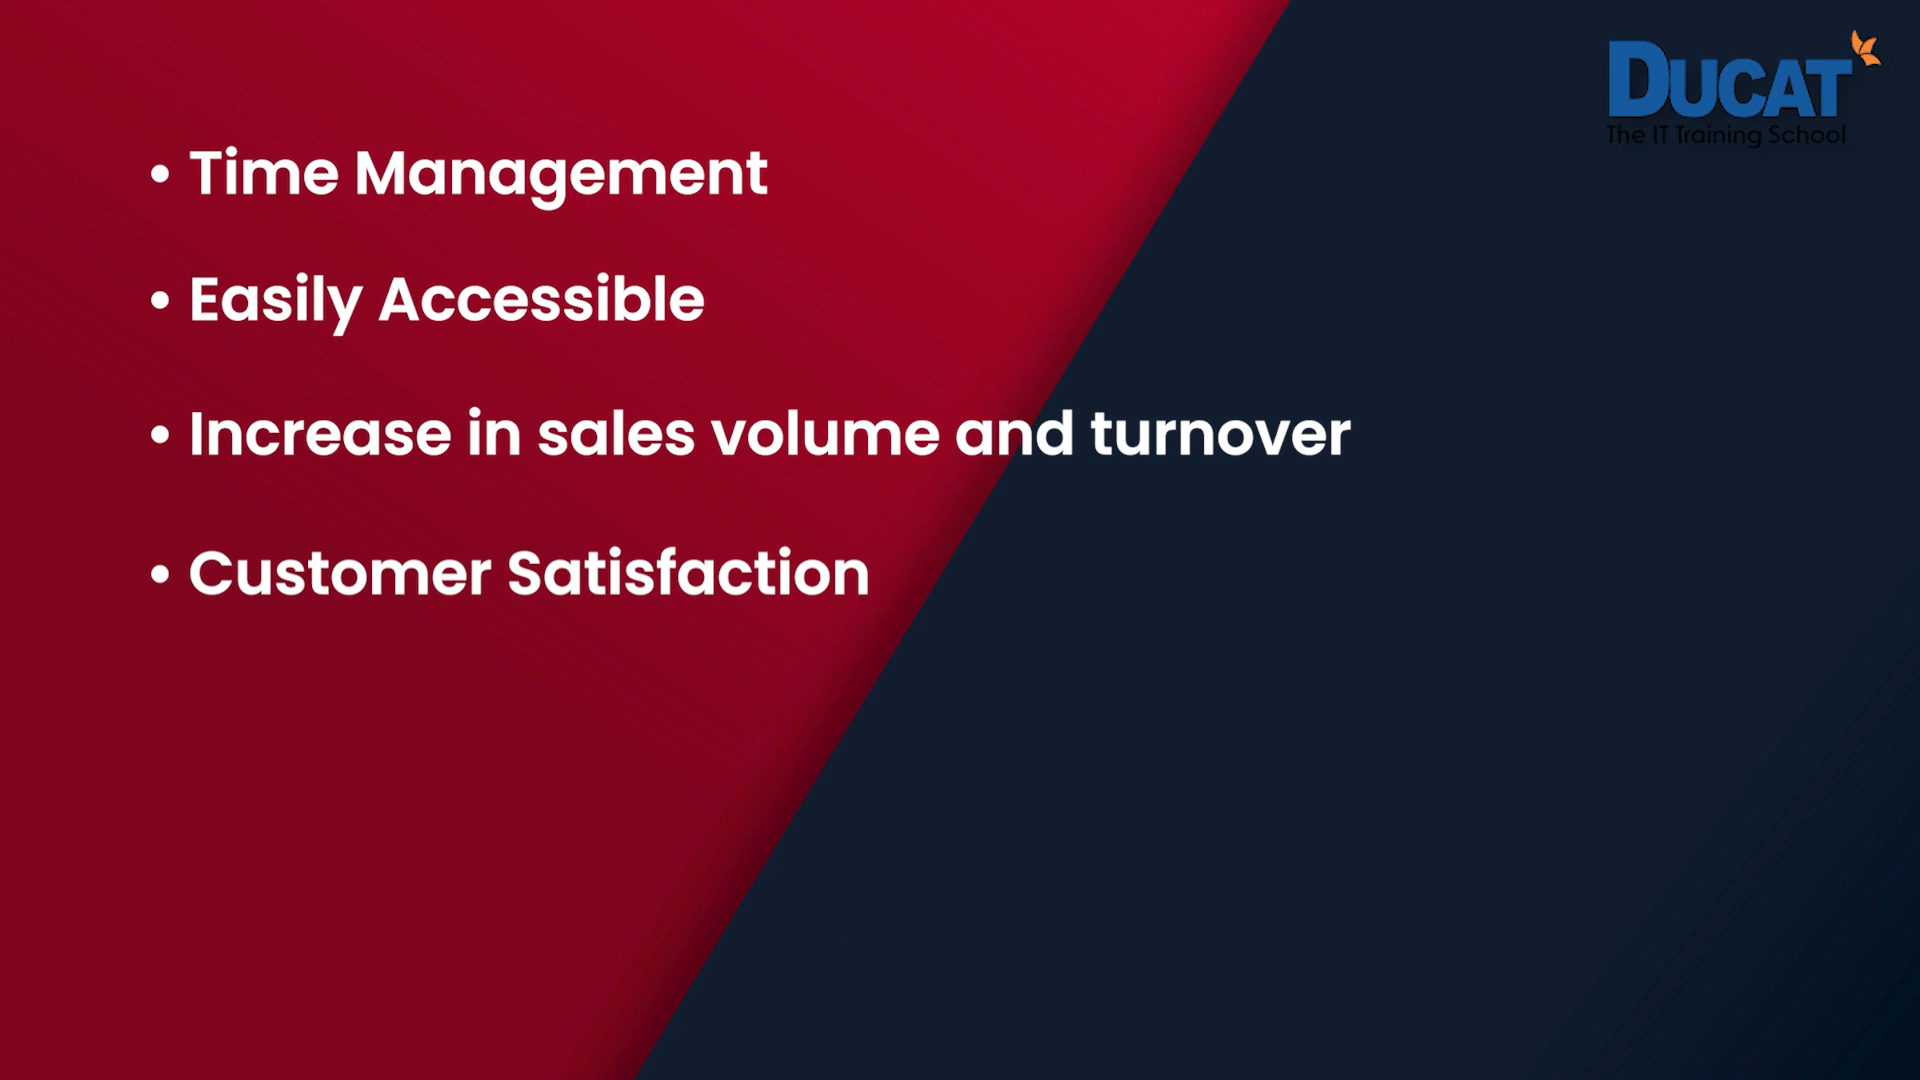 DUCAT
The IT Training School
• Time Management
• Easily Accessible
• Increase in sales volume and turnover
• Customer Satisfaction